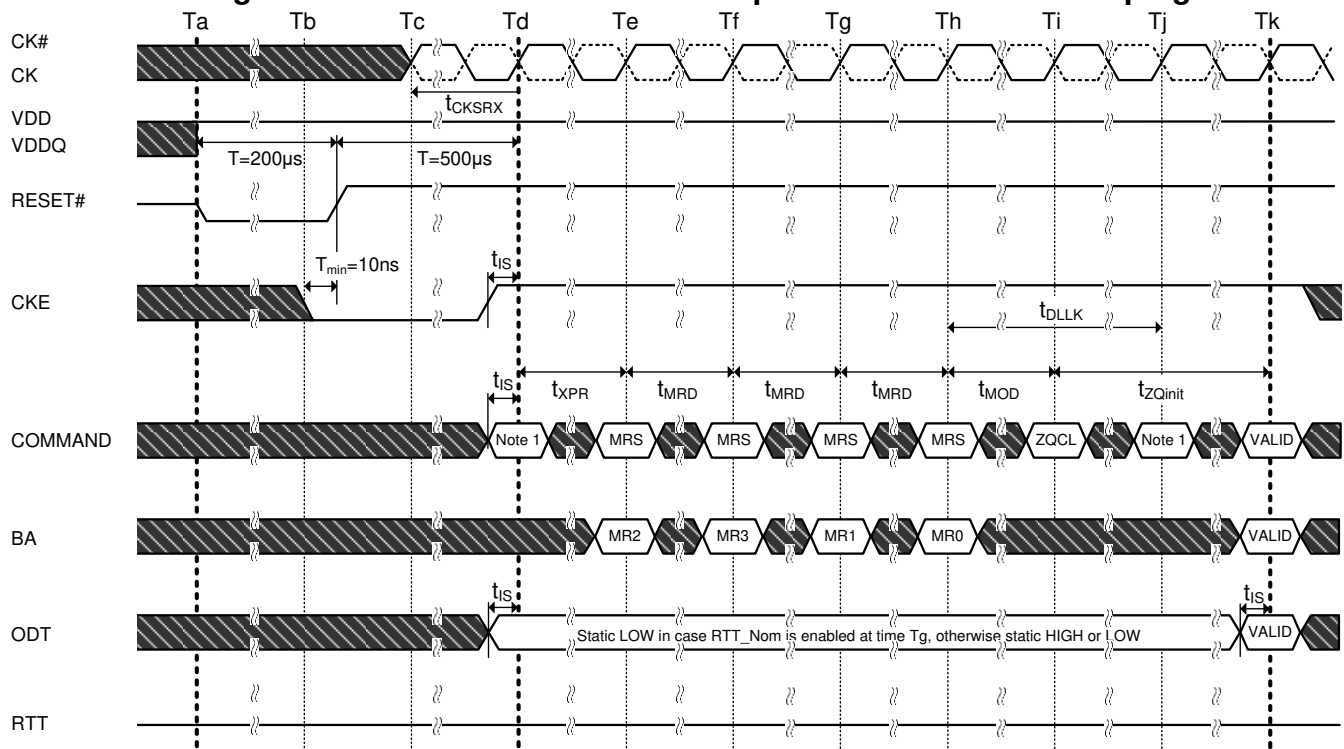 Ta Tb Tc Td Te Tf Tg Th Ti Tj Tk
CK#
CK
tCKSRX
VDD
VDDQ
T=200µs T=500µs
RESET#
Tmin=10ns tIS
CKE
tDLLK
tIS tXPR tMRD tMRD tMRD tMOD tZQinit
COMMAND Note 1 MRS MRS MRS MRS ZQCL Note 1 VALID
BA MR2 MR3 MR1 MR0 VALID
tIS tIS
ODT Static LOW in case RTT_Nom is enabled at time Tg, otherwise static HIGH or LOW VALID
RTT